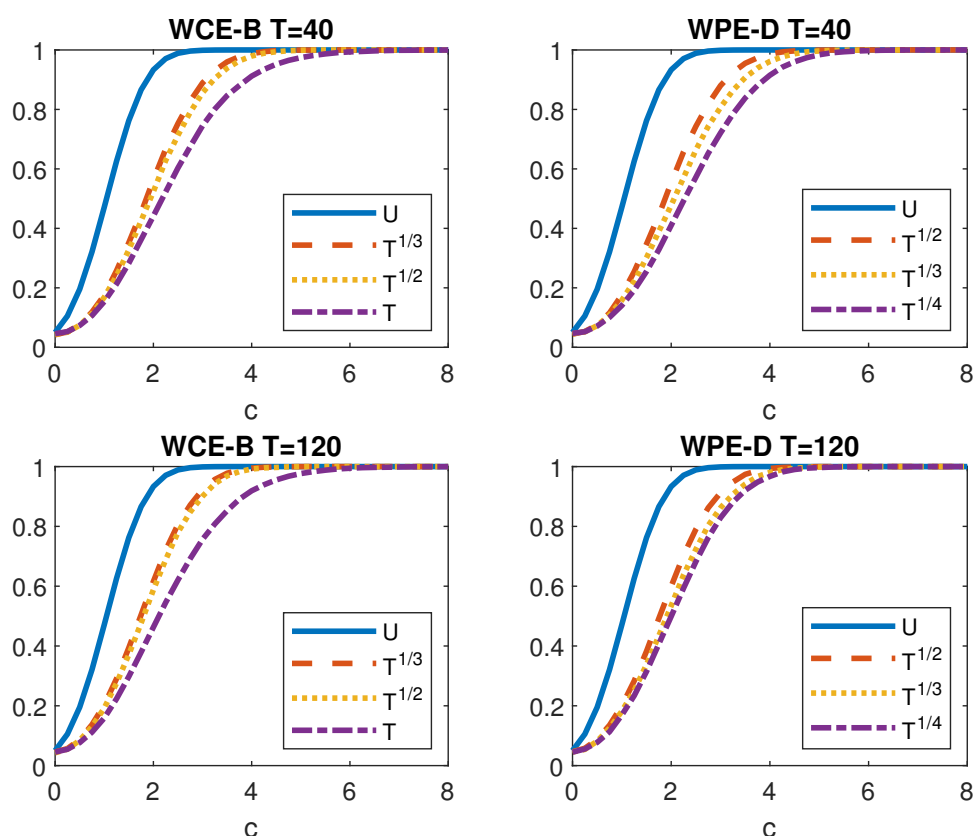 WCE-B T=40
1
0.8
0.6
0.4
0.2
0
0 2 4 6 8
c
U
T^{1/3}
T^{1/2}
T
WPE-D T=40
1
0.8
0.6
0.4
0.2
0
0 2 4 6 8
c
U
T^{1/2}
T^{1/3}
T^{1/4}
WCE-B T=120
1
0.8
0.6
0.4
0.2
0
0 2 4 6 8
c
U
T^{1/3}
T^{1/2}
T
WPE-D T=120
1
0.8
0.6
0.4
0.2
0
0 2 4 6 8
c
U
T^{1/2}
T^{1/3}
T^{1/4}